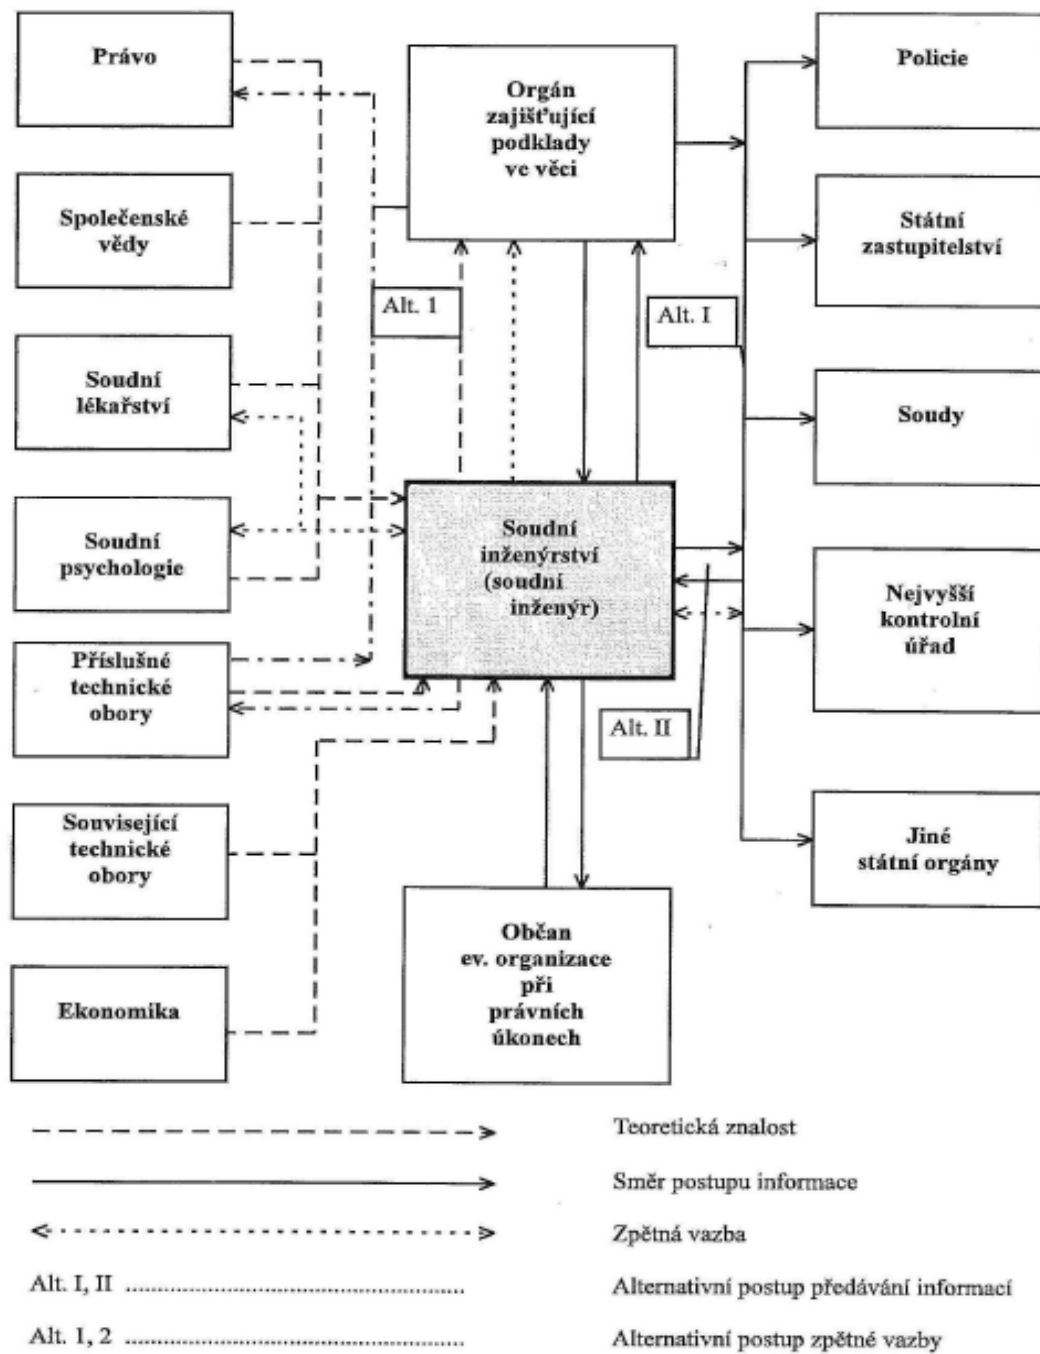 Právo
Společenské
vědy
Soudní
lékařství
Soudní
psychologie
Příslušné
technické
obory
Související
technické
obory
Ekonomika
Orgán
zajišťující
podklady
ve věci
Alt. 1
Alt. I
Soudní
inženýrství
(soudní
inženýr)
Alt. II
Občan
ev. organizace
při
právních
úkonech
Policie
Státní
zastupitelství
Soudy
Nejvyšší
kontrolní
úřad
Jiné
státní orgány
Teoretická znalost
Směr postupu informace
Zpětná vazba
Alt. I, II ........................................................ Alternativní postup předávání informací
Alt. 1, 2 ........................................................ Alternativní postup zpětné vazby